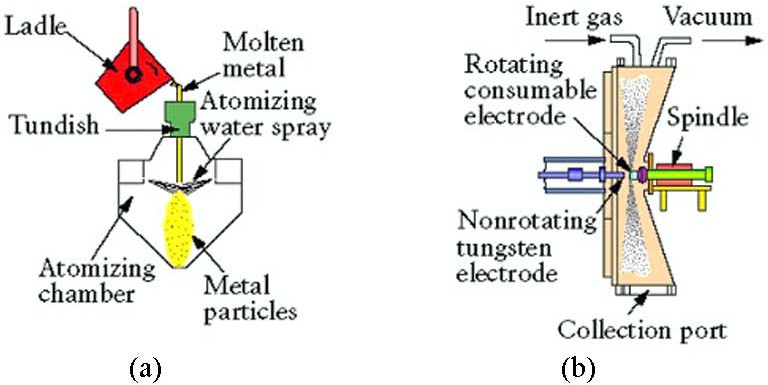 Ladle
Molten
metal
Tundish
Atomizing
water spray
Atomizing
chamber
Metal
particles
(a)
Inert gas
Vacuum
Rotating
consumable
electrode
Spindle
Nonrotating
tungsten
electrode
Collection port
(b)